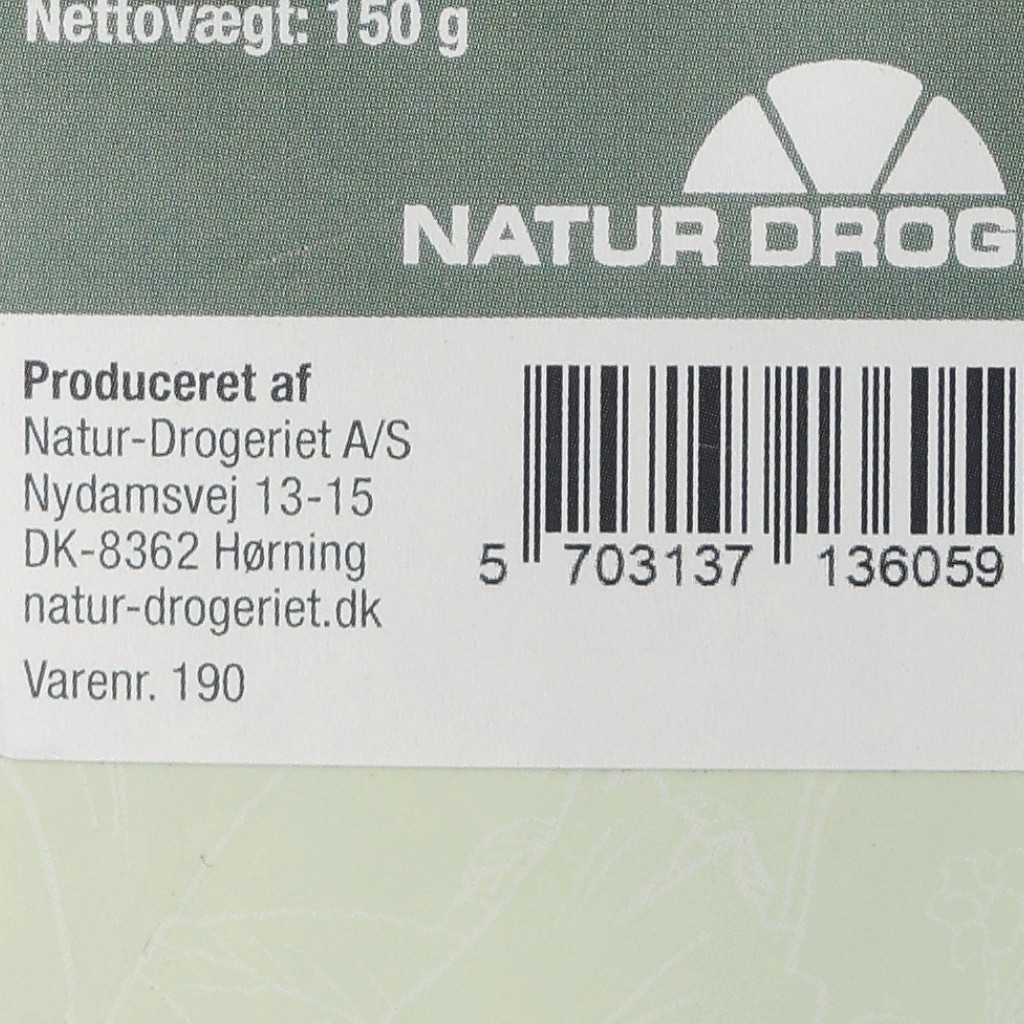 Nettovægt: 150 g
NATUR DROG
Produceret af
Natur-Drogeriet A/S
Nydamsvej 13-15
DK-8362 Hørning
natur-drogeriet.dk
Varenr. 190
5 703137 136059